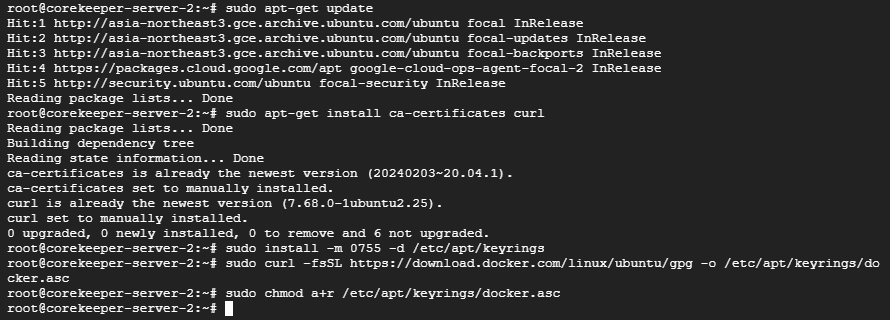 root@corekeeper-server-2:~# sudo apt-get update
Hit:1 http://asia-northeast3.gce.archive.ubuntu.com/ubuntu focal InRelease
Hit:2 http://asia-northeast3.gce.archive.ubuntu.com/ubuntu focal-updates InRelease
Hit:3 http://asia-northeast3.gce.archive.ubuntu.com/ubuntu focal-backports InRelease
Hit:4 https://packages.cloud.google.com/apt google-cloud-ops-agent-focal-2 InRelease
Hit:5 http://security.ubuntu.com/ubuntu focal-security InRelease
Reading package lists... Done
root@corekeeper-server-2:~# sudo apt-get install ca-certificates curl
Reading package lists... Done
Building dependency tree
Reading state information... Done
ca-certificates is already the newest version (20240203~20.04.1).
ca-certificates set to manually installed.
curl is already the newest version (7.68.0-1ubuntu2.25).
curl set to manually installed.
0 upgraded, 0 newly installed, 0 to remove and 6 not upgraded.
root@corekeeper-server-2:~# sudo install -m 0755 -d /etc/apt/keyrings
root@corekeeper-server-2:~# sudo curl -fsSL https://download.docker.com/linux/ubuntu/gpg -o /etc/apt/keyrings/do
cker.asc
root@corekeeper-server-2:~# sudo chmod a+r /etc/apt/keyrings/docker.asc
root@corekeeper-server-2:~#